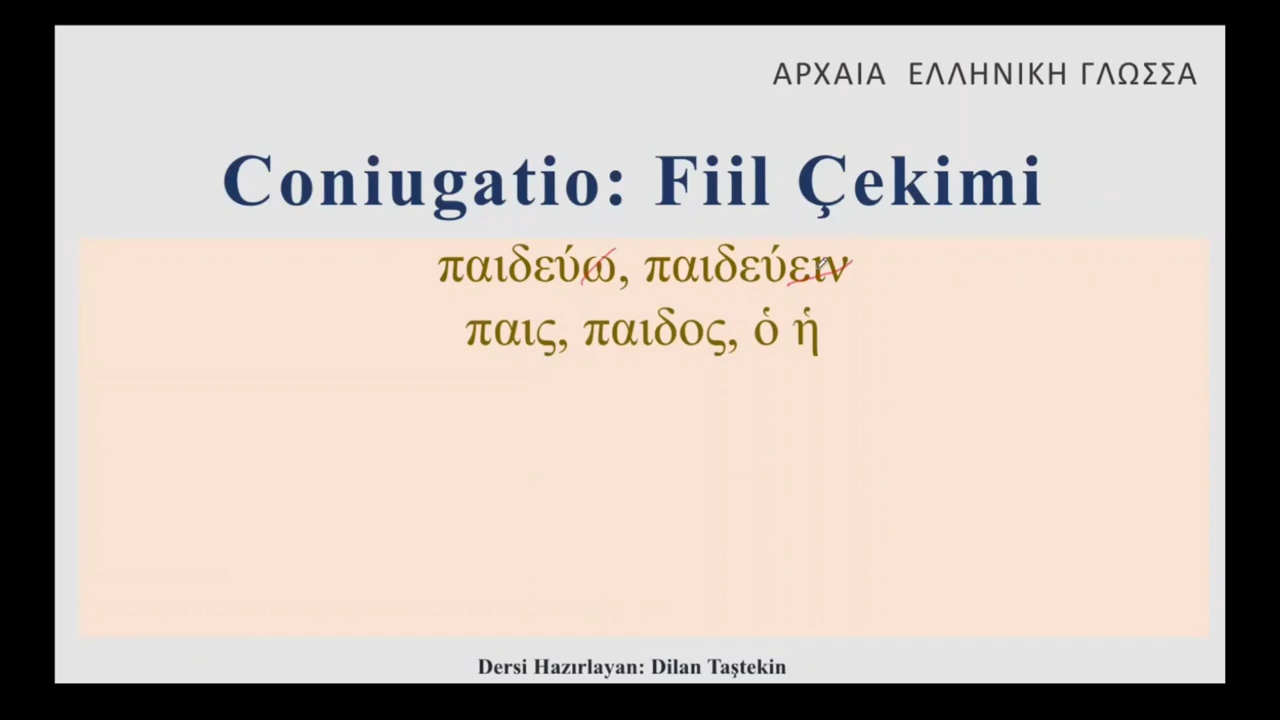 ΑΡΧΑΙΑ ΕΛΛΗΝΙΚΗ ΓΛΩΣΣΑ
Coniugatio: Fiil Çekimi
παιδεύω, παιδεύειν
παις, παιδος, ὁ ἡ
Dersi Hazırlayan: Dilan Taştekin